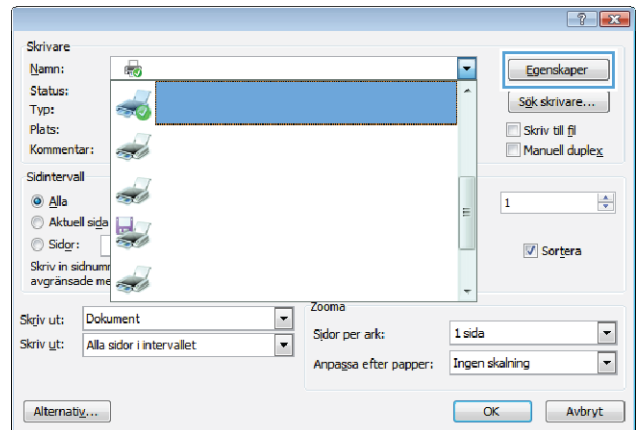 Skrivare
Namn:
Egenskaper
Status:
Typ:
Sök skrivare...
Plats:
Skriv till fil
Kommentar:
Manuell duplex
Sidintervall
Alla
1
Aktuell sida
Sidor:
Sortera
Skriv in
avgränsade
Zooma
Skriv ut: Dokument
Sidor per ark: 1 sida
Skriv ut: Alla sidor i intervallet
Anpassa efter papper: Ingen skalning
Alternativ...
OK
Avbryt